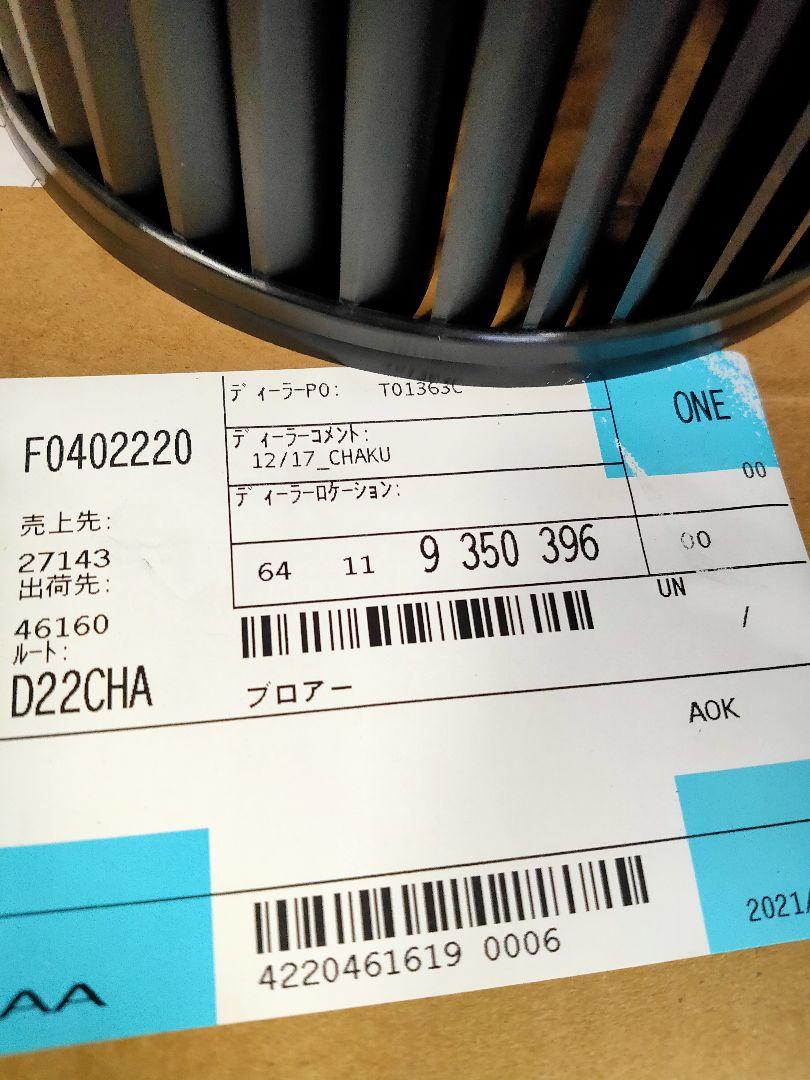 F0402220
売上先:
27143
出荷先:
46160
ルート:
D22CHA
ディーラーPO: T01363C
ディーラーコメント:
12/17_CHAKU
ディーラーロケーション:
64 11 9 350 396
ブロアー
ONE
00
00
UN
/
AOK
4220461619 0006
2021/
AA